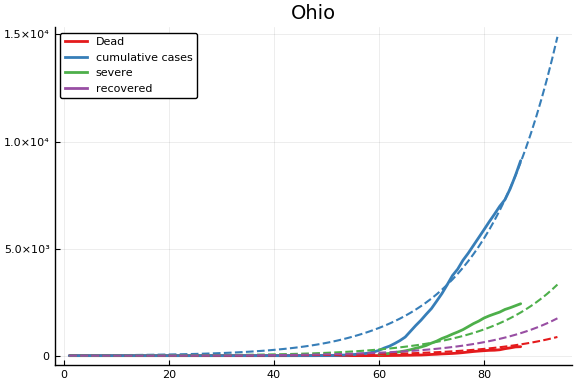 Ohio
1.5×10⁴
Dead
cumulative cases
severe
recovered
1.0×10⁴
5.0×10³
0
0 20 40 60 80